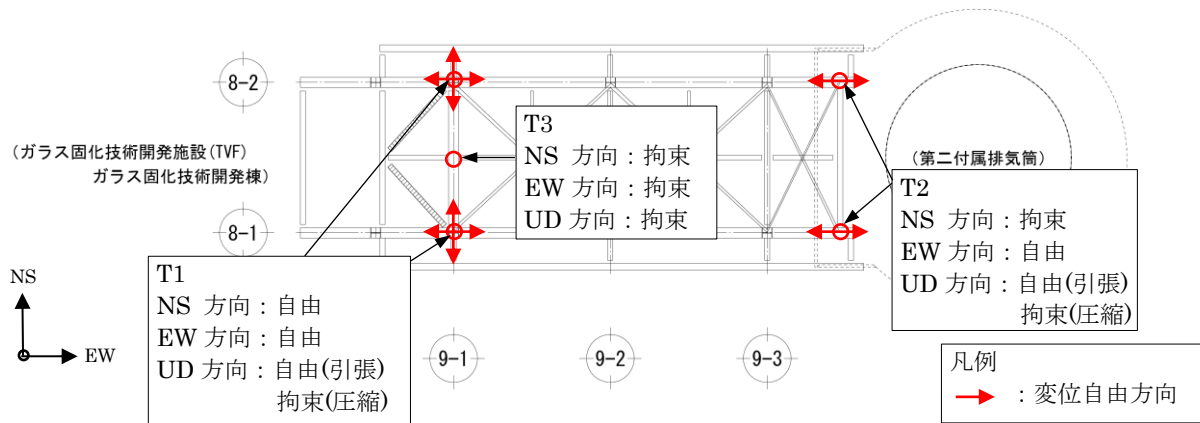 8-2
T3
NS 方向：拘束
EW 方向：拘束
UD 方向：拘束
(ガラス固化技術開発施設(TVF)
ガラス固化技術開発棟)
(第二付属排気筒)
T2
NS 方向：拘束
EW 方向：自由
UD 方向：自由(引張)
拘束(圧縮)
8-1
T1
NS 方向：自由
EW 方向：自由
UD 方向：自由(引張)
拘束(圧縮)
NS
EW
9-1
9-2
9-3
凡例
：変位自由方向